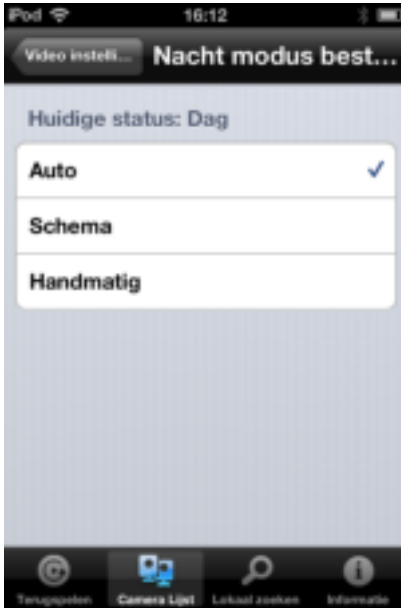 iPod 16:12
Video instelli... Nacht modus best...
Huidige status: Dag
Auto
Schema
Handmatig
Terugspelen Camera Lijst Lokaal zoeken Informatie